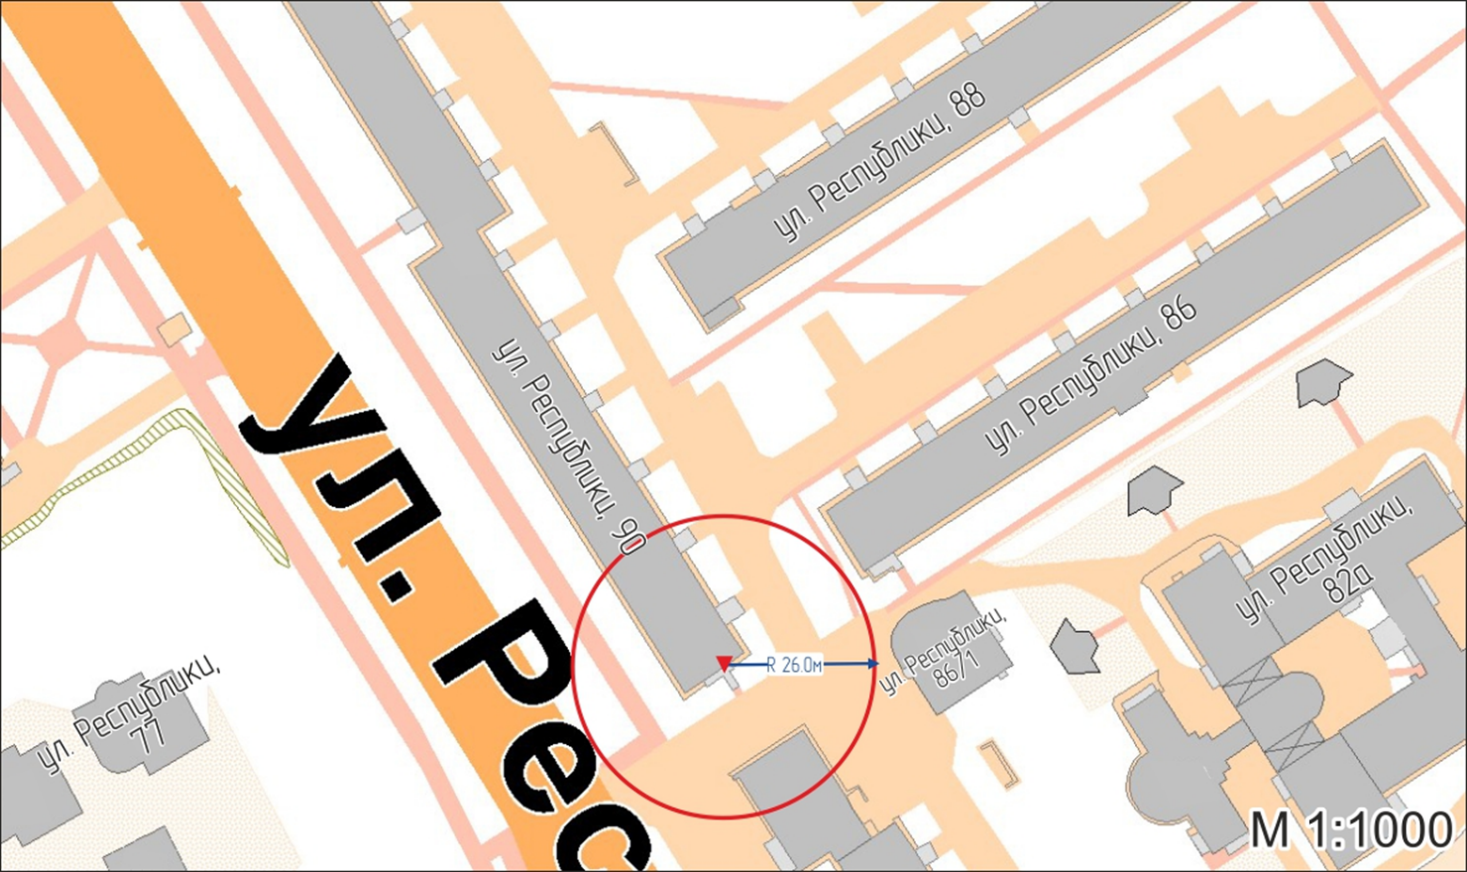 ул. Республики, 88
ул. Республики, 86
ул. Республики, 90
ул. Рес
ул. Республики,
82а
ул. Республики,
86/1
R 26.0м
ул. Республики,
77
М 1:1000